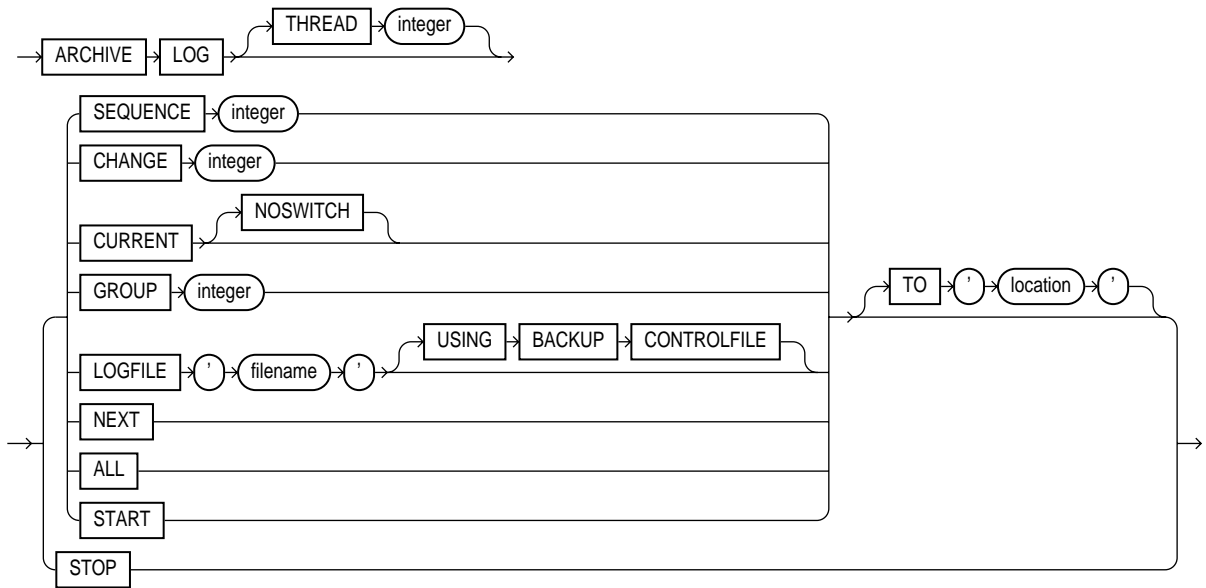 THREAD integer
ARCHIVE LOG
SEQUENCE integer
CHANGE integer
NOSWITCH
CURRENT
TO ' location '
GROUP integer
USING BACKUP CONTROLFILE
LOGFILE ' filename '
NEXT
ALL
START
STOP